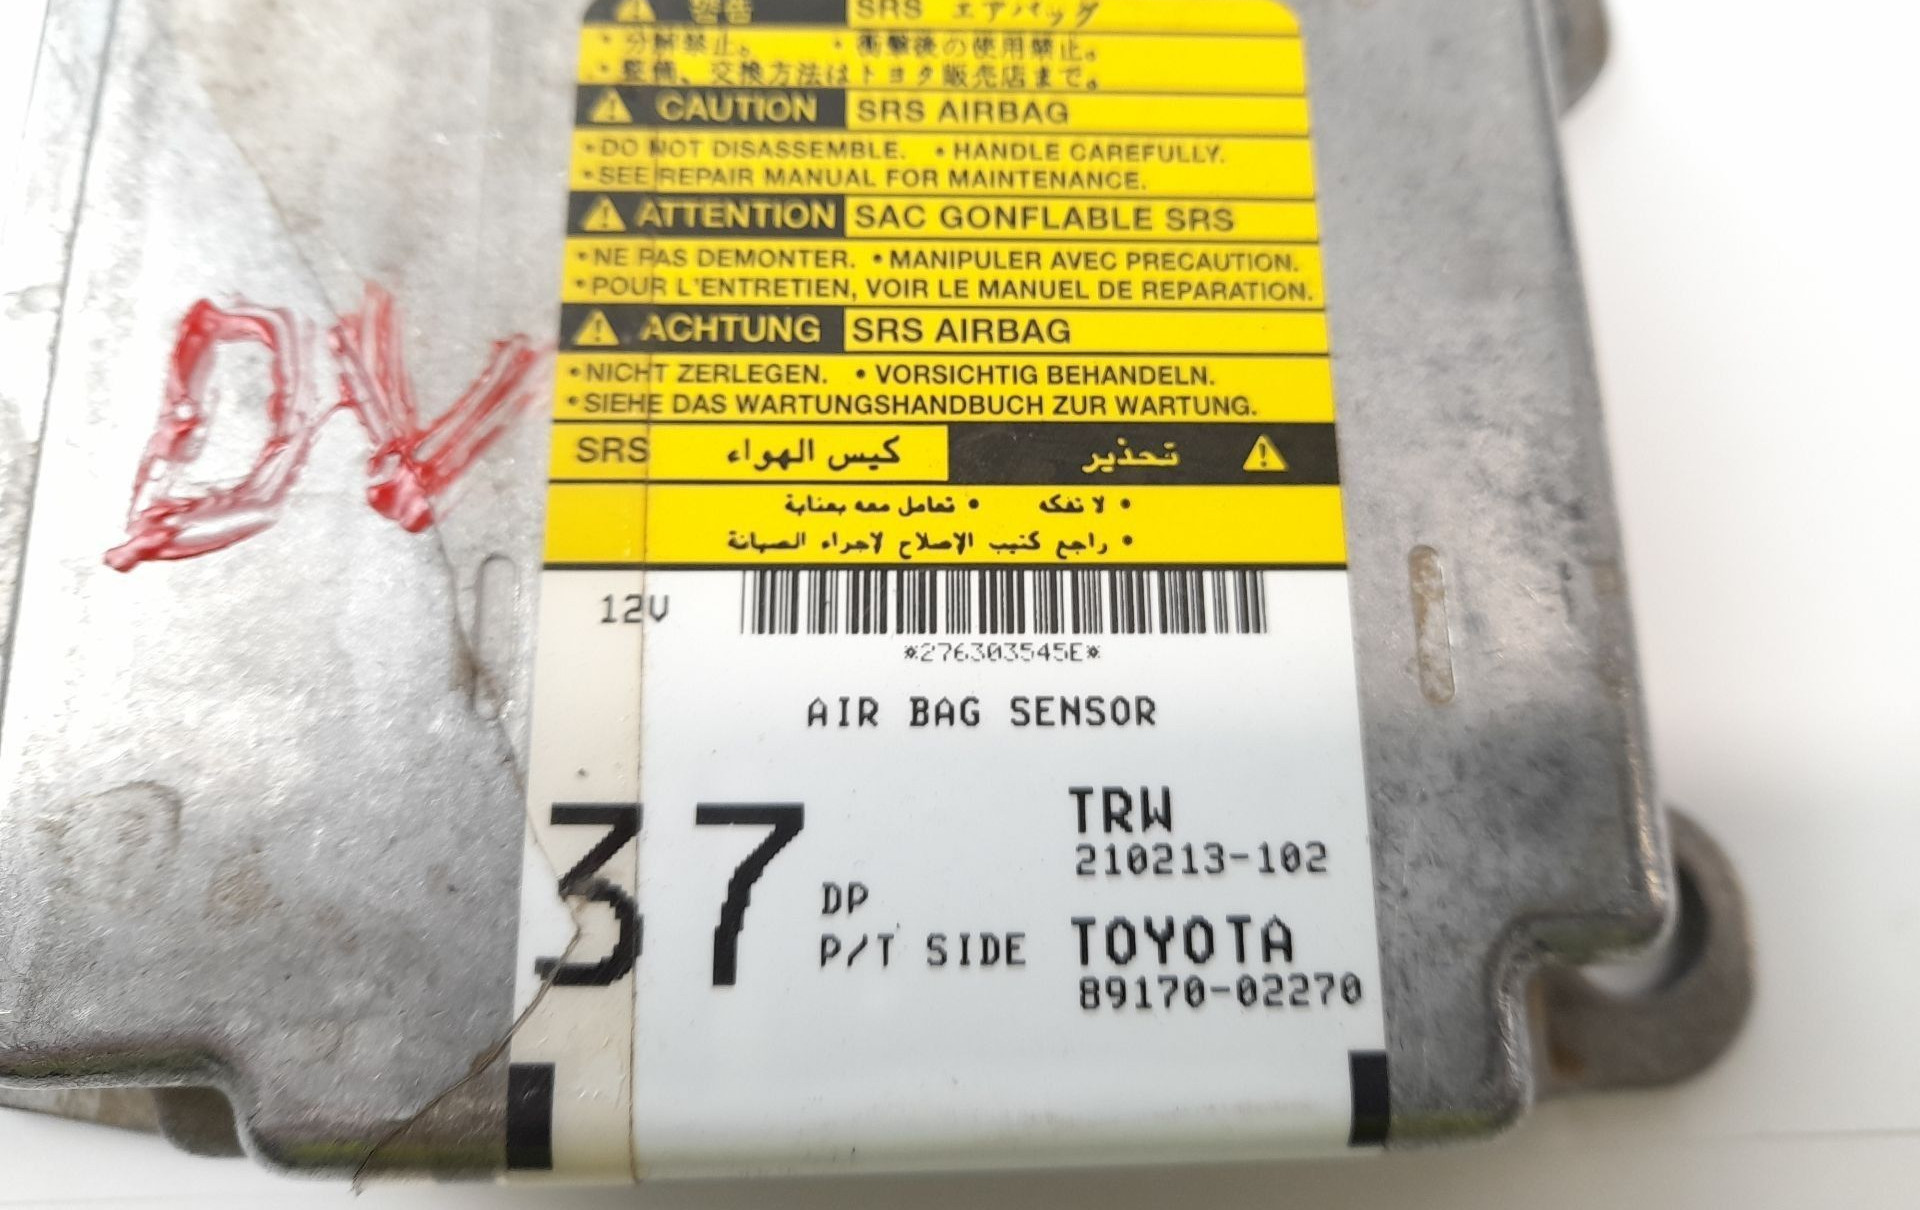 警告 SRS エアバッグ
・分解禁止。 ・衝撃後の使用禁止。
・整備、交換方法はトヨタ販売店まで。
CAUTION SRS AIRBAG
•DO NOT DISASSEMBLE. •HANDLE CAREFULLY.
•SEE REPAIR MANUAL FOR MAINTENANCE.
ATTENTION SAC GONFLABLE SRS
•NE PAS DEMONTER. •MANIPULER AVEC PRECAUTION.
•POUR L'ENTRETIEN, VOIR LE MANUEL DE REPARATION.
ACHTUNG SRS AIRBAG
•NICHT ZERLEGEN. •VORSICHTIG BEHANDELN.
•SIEHE DAS WARTUNGSHANDBUCH ZUR WARTUNG.
تحذير كيس الهواء SRS
• لا تفكه • تعامل معه بعناية
• راجع كتيب الإصلاح لاجراء الصيانة
DV
12V
*276303545E*
AIR BAG SENSOR
37
DP
P/T SIDE
TRW
210213-102
TOYOTA
89170-02270